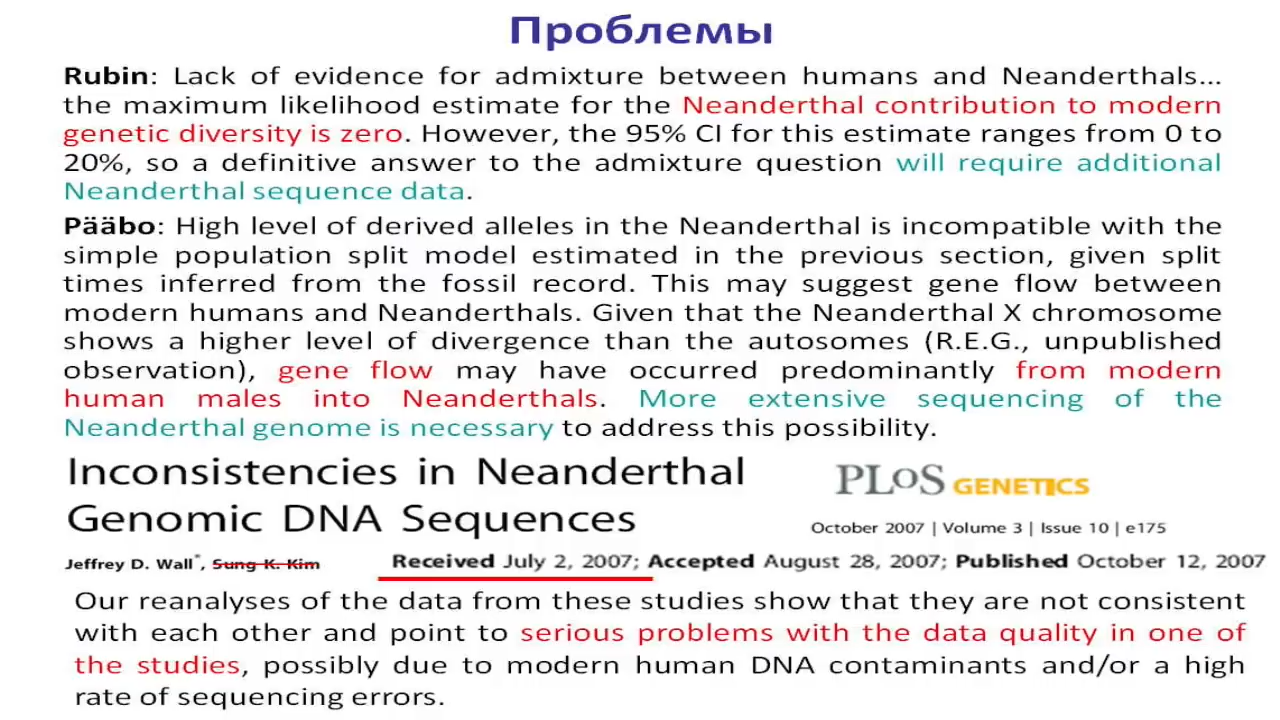 Проблемы
Rubin: Lack of evidence for admixture between humans and Neanderthals...
the maximum likelihood estimate for the Neanderthal contribution to modern
genetic diversity is zero. However, the 95% CI for this estimate ranges from 0 to
20%, so a definitive answer to the admixture question will require additional
Neanderthal sequence data.
Pääbo: High level of derived alleles in the Neanderthal is incompatible with the
simple population split model estimated in the previous section, given split
times inferred from the fossil record. This may suggest gene flow between
modern humans and Neanderthals. Given that the Neanderthal X chromosome
shows a higher level of divergence than the autosomes (R.E.G., unpublished
observation), gene flow may have occurred predominantly from modern
human males into Neanderthals. More extensive sequencing of the
Neanderthal genome is necessary to address this possibility.
Inconsistencies in Neanderthal
Genomic DNA Sequences
PLoS GENETICS
October 2007 | Volume 3 | Issue 10 | e175
Jeffrey D. Wall*, Sung K. Kim
Received July 2, 2007; Accepted August 28, 2007; Published October 12, 2007
Our reanalyses of the data from these studies show that they are not consistent
with each other and point to serious problems with the data quality in one of
the studies, possibly due to modern human DNA contaminants and/or a high
rate of sequencing errors.